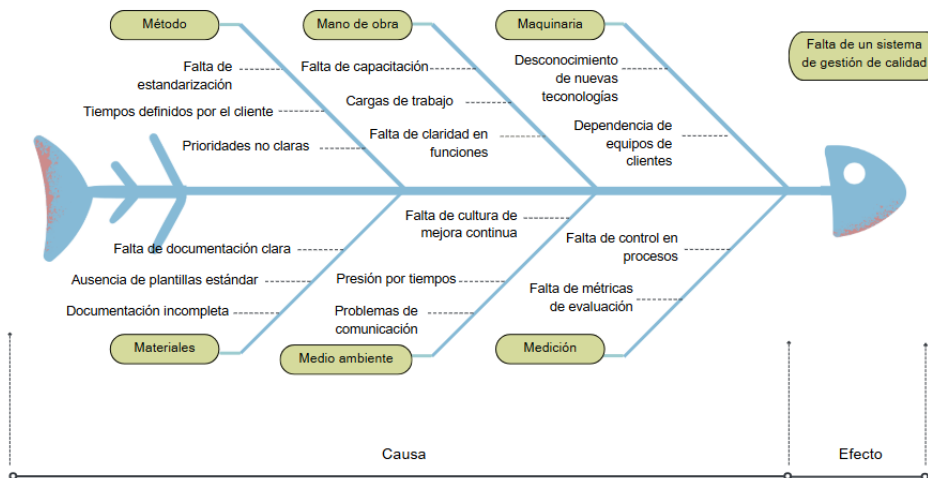 Método
Mano de obra
Maquinaria
Falta de un sistema
de gestión de calidad
Falta de
estandarización
Tiempos definidos por el cliente
Prioridades no claras
Falta de capacitación
Cargas de trabajo
Falta de claridad en
funciones
Desconocimiento
de nuevas
teconologías
Dependencia de
equipos de
clientes
Falta de documentación clara
Ausencia de plantillas estándar
Documentación incompleta
Falta de cultura de
mejora continua
Presión por tiempos
Problemas de
comunicación
Falta de control en
procesos
Falta de métricas
de evaluación
Materiales
Medio ambiente
Medición
Causa
Efecto